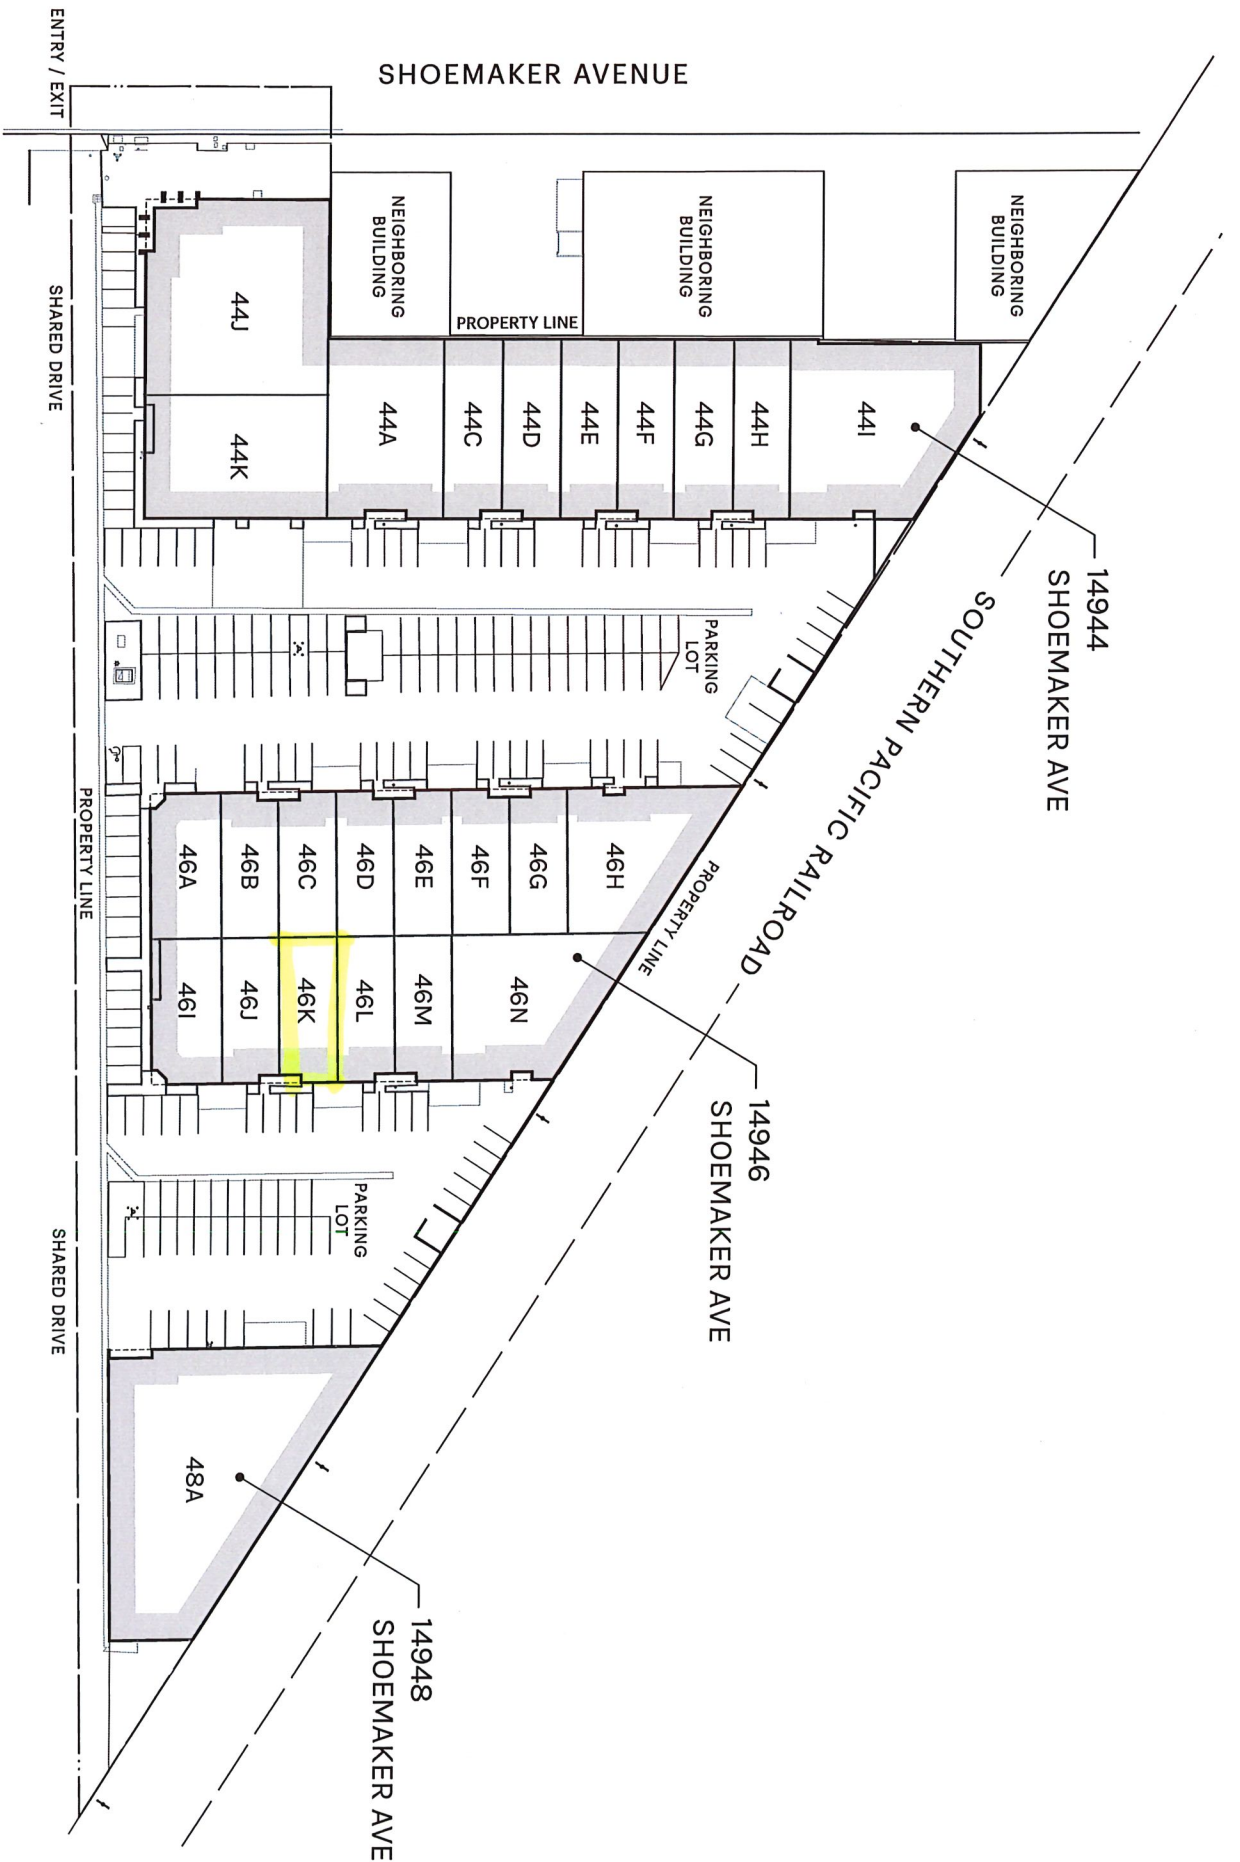 SHOEMAKER AVENUE
ENTRY / EXIT
SHARED DRIVE
PROPERTY LINE
SHARED DRIVE
NEIGHBORING
BUILDING
NEIGHBORING
BUILDING
NEIGHBORING
BUILDING
PROPERTY LINE
44J
44K
44A
44C
44D
44E
44F
44G
44H
44I
14944
SHOEMAKER AVE
SOUTHERN PACIFIC RAILROAD
PARKING
LOT
PROPERTY LINE
46A
46B
46C
46D
46E
46F
46G
46H
46I
46J
46K
46L
46M
46N
14946
SHOEMAKER AVE
PARKING
LOT
48A
14948
SHOEMAKER AVE